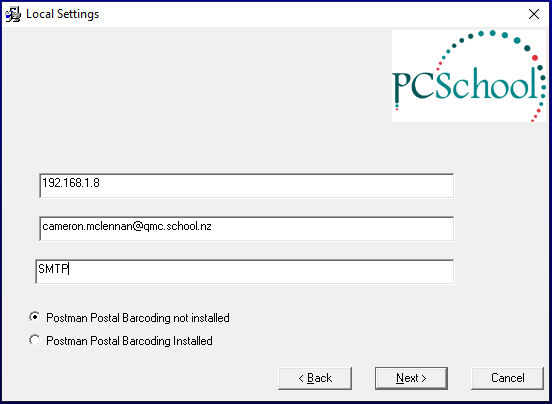 Local Settings
PCSchool
192.168.1.8
cameron.mclennan@qmc.school.nz
SMTP
Postman Postal Barcoding not installed
Postman Postal Barcoding Installed
< Back
Next >
Cancel